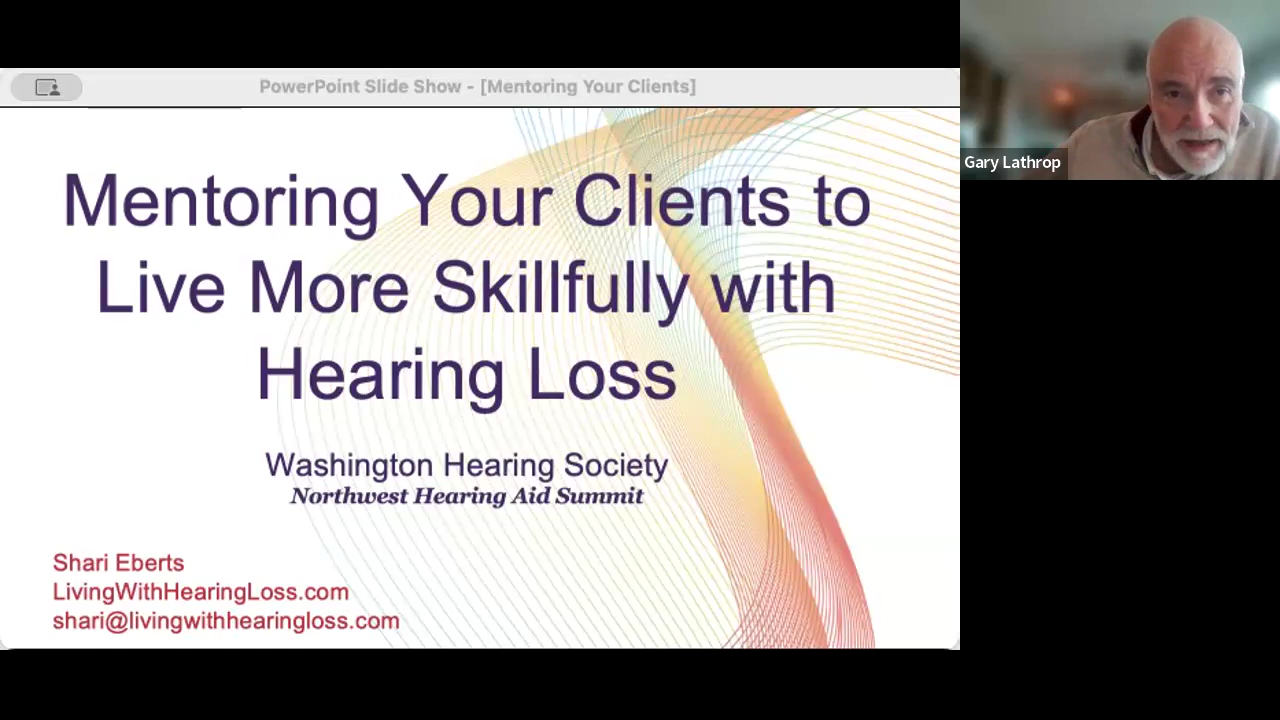 PowerPoint Slide Show - [Mentoring Your Clients]
Mentoring Your Clients to
Live More Skillfully with
Hearing Loss
Washington Hearing Society
Northwest Hearing Aid Summit
Shari Eberts
LivingWithHearingLoss.com
shari@livingwithhearingloss.com
Gary Lathrop